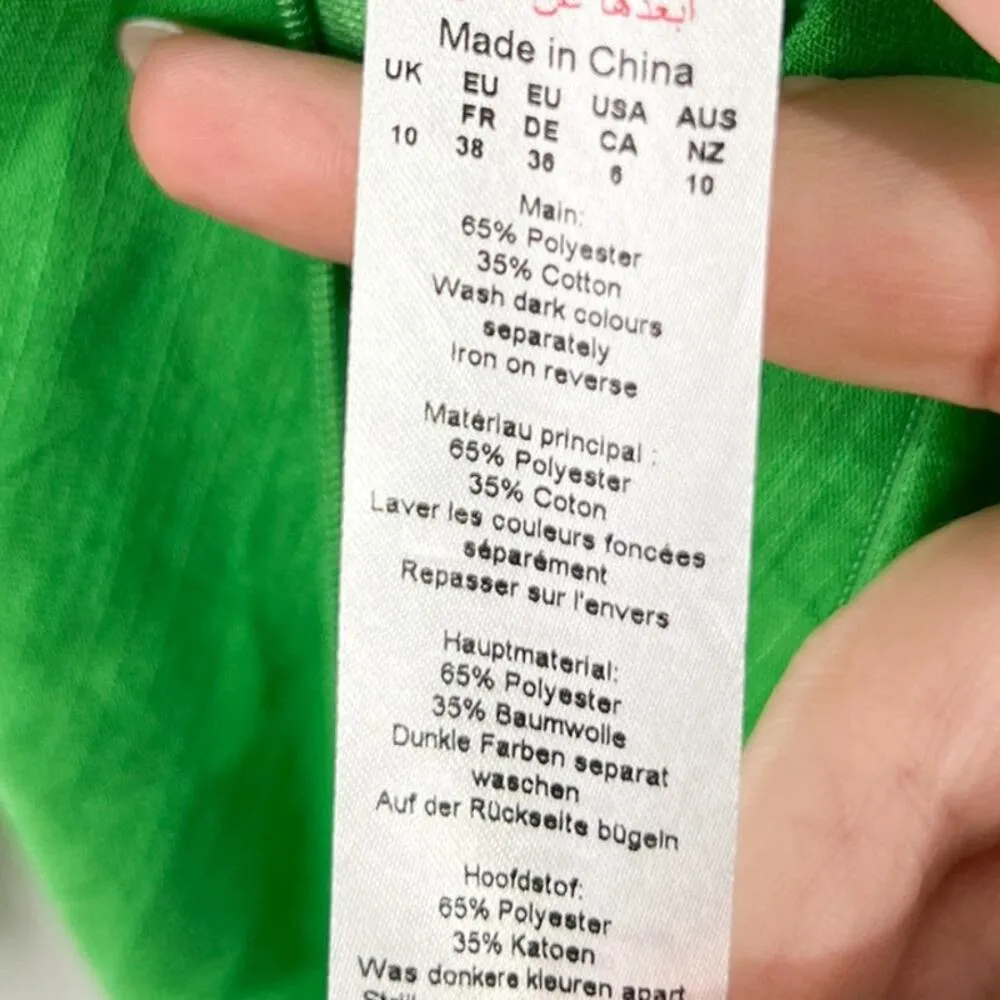 أبعدها عن
Made in China
UK EU EU USA AUS
FR DE CA NZ
10 38 36 6 10
Main:
65% Polyester
35% Cotton
Wash dark colours
separately
Iron on reverse
Matériau principal :
65% Polyester
35% Coton
Laver les couleurs foncées
séparément
Repasser sur l'envers
Hauptmaterial:
65% Polyester
35% Baumwolle
Dunkle Farben separat
waschen
Auf der Rückseite bügeln
Hoofdstof:
65% Polyester
35% Katoen
Was donkere kleuren apart